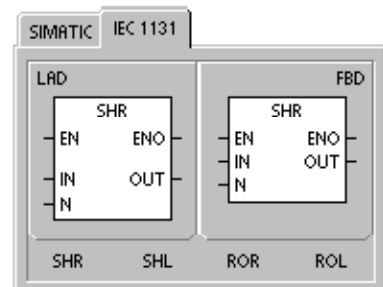 SIMATIC IEC 1131
LAD FBD
SHR SHR
EN ENO EN ENO
IN OUT IN OUT
N N
SHR SHL ROR ROL